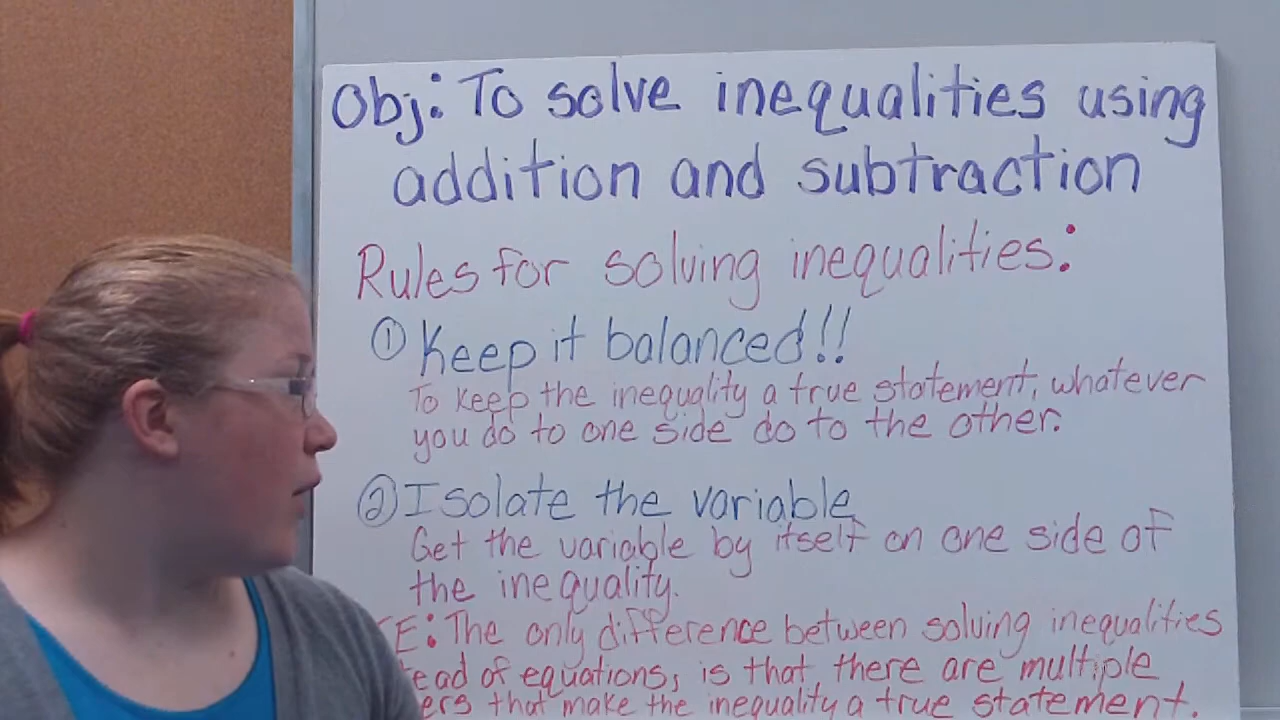 Obj: To solve inequalities using
addition and subtraction
Rules for solving inequalities:
① Keep it balanced!!
To keep the inequality a true statement, whatever
you do to one side do to the other.
② Isolate the variable
Get the variable by itself on one side of
the inequality.
The only difference between solving inequalities
of equations, is that, there are multiple
that make the inequality a true statement.